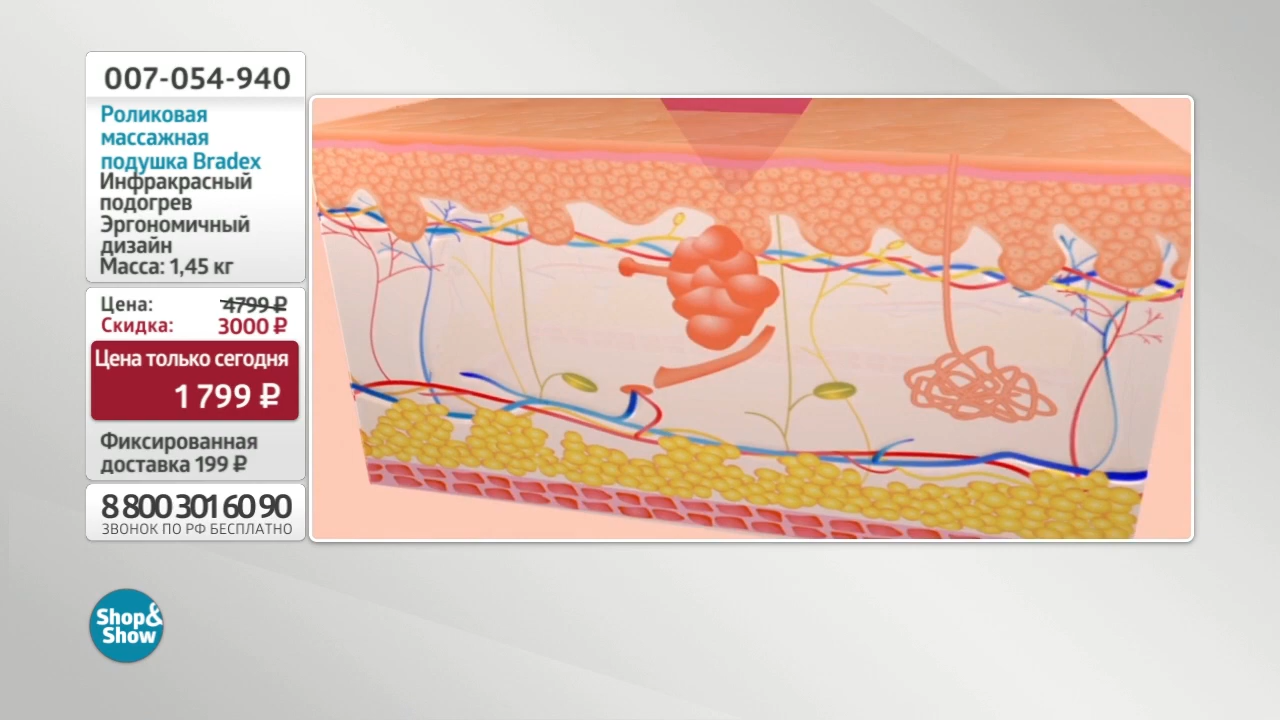 007-054-940
Роликовая
массажная
подушка Bradex
Инфракрасный
подогрев
Эргономичный
дизайн
Масса: 1,45 кг
Цена: 4799 ₽
Скидка: 3000 ₽
Цена только сегодня
1 799 ₽
Фиксированная
доставка 199 ₽
8 800 301 60 90
ЗВОНОК ПО РФ БЕСПЛАТНО
Shop&
Show